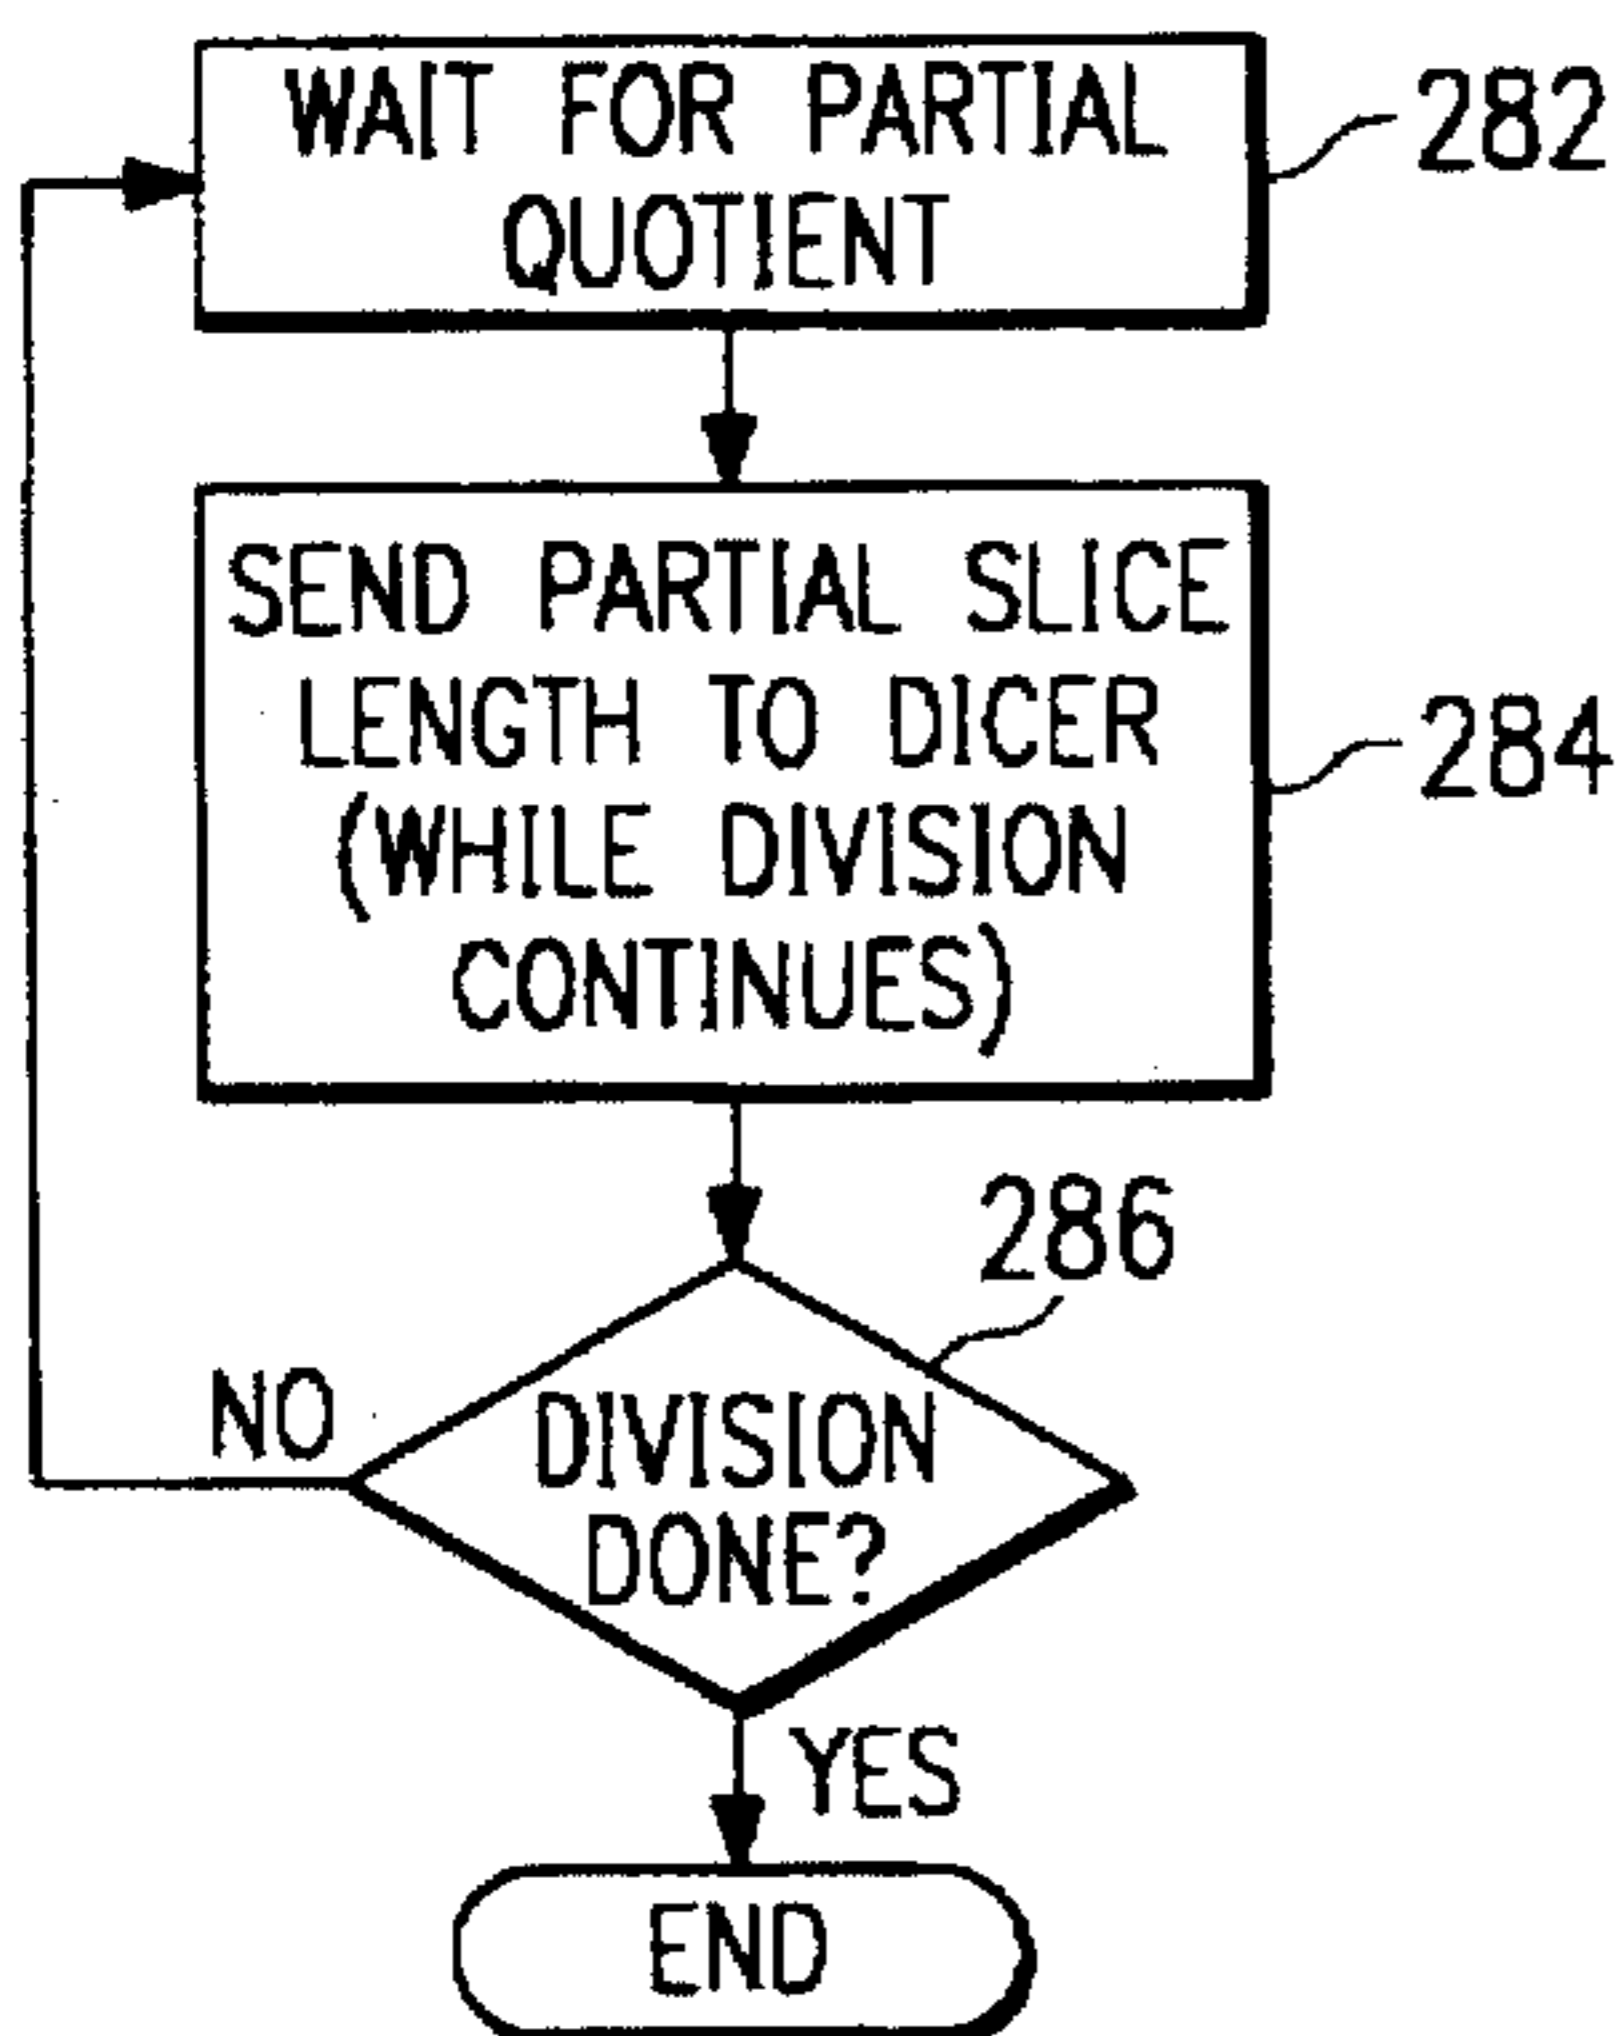 WAIT FOR PARTIAL
QUOTIENT
282
SEND PARTIAL SLICE
LENGTH TO DICER
(WHILE DIVISION
CONTINUES)
284
286
NO
DIVISION
DONE?
YES
END